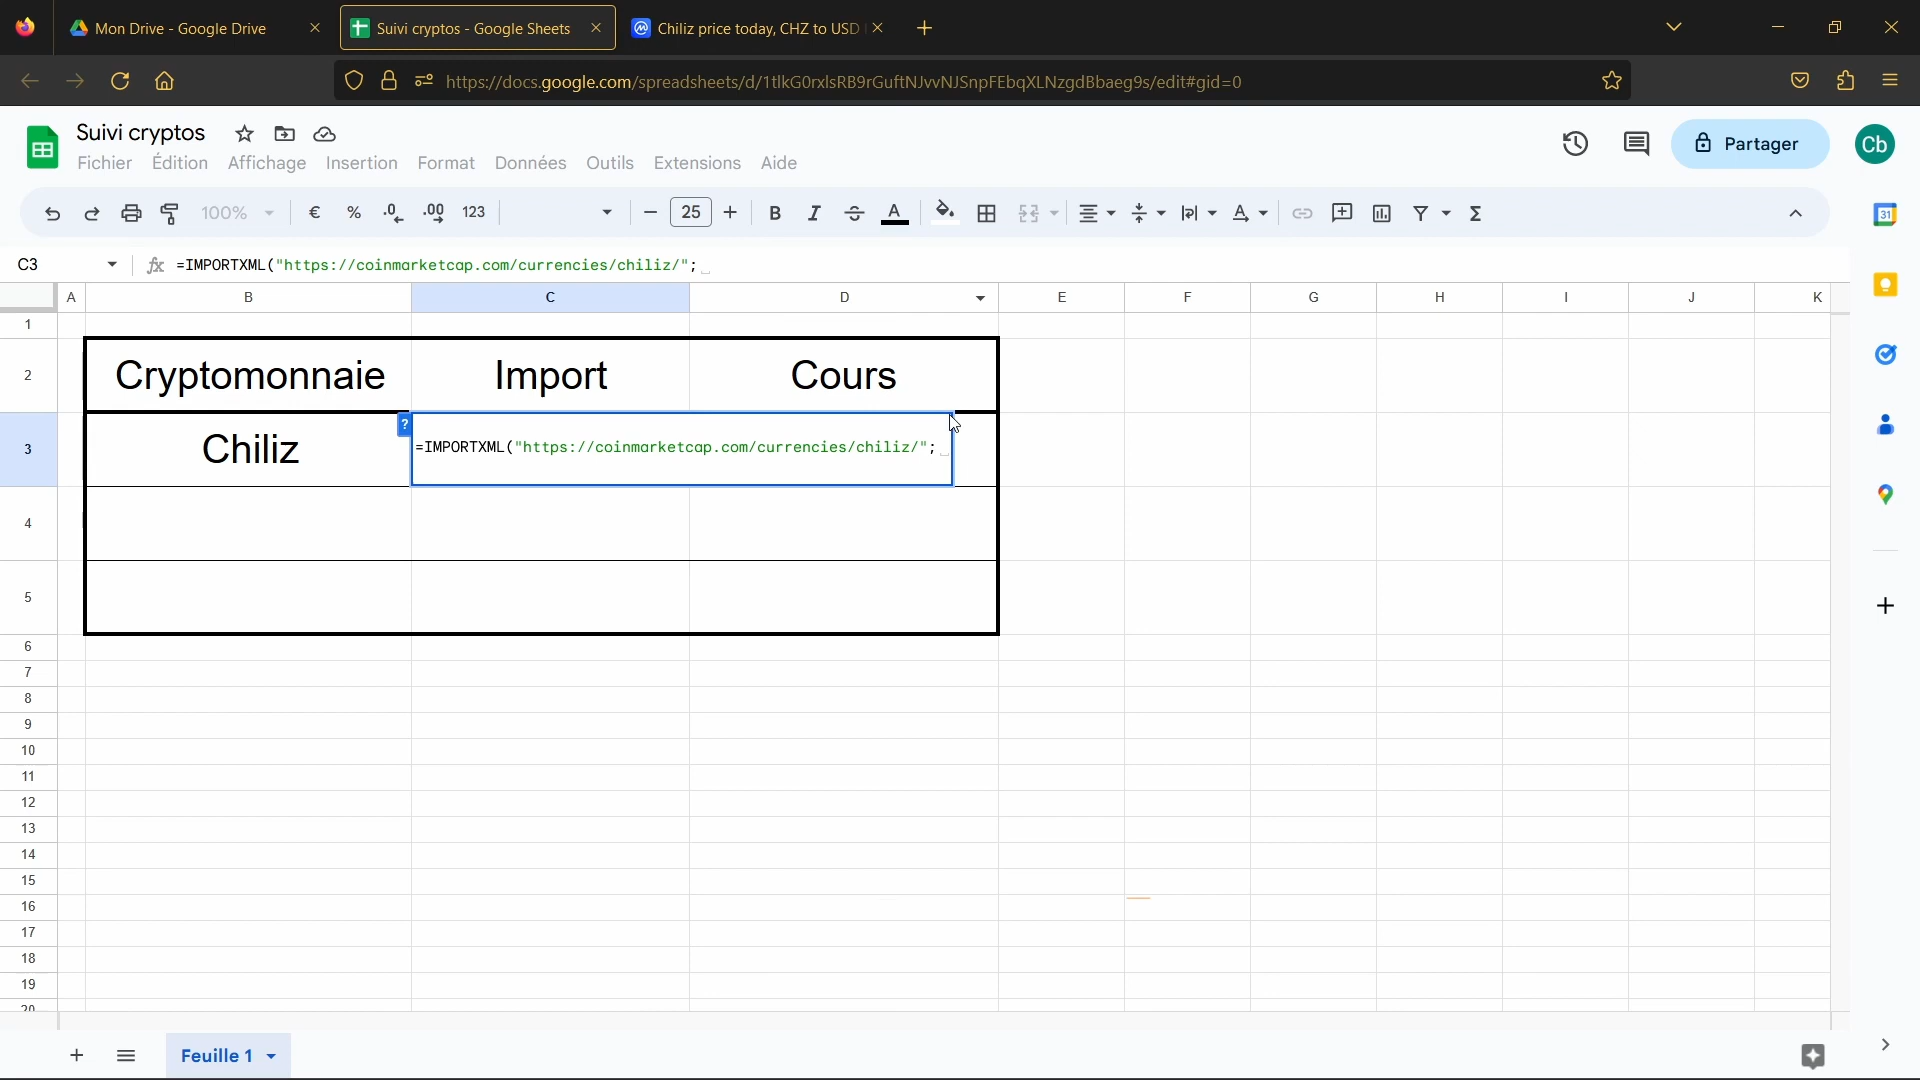 Mon Drive - Google Drive
Suivi cryptos - Google Sheets
Chiliz price today, CHZ to USD
https://docs.google.com/spreadsheets/d/1tlkG0rxlsRB9rGuftNJvvNJSnpFEbqXLNzgdBbaeg9s/edit#gid=0
Suivi cryptos
Partager
Cb
Fichier Édition Affichage Insertion Format Données Outils Extensions Aide
100% € % .0 .00 123 25 B I S A A Σ
31
C3 fx =IMPORTXML("https://coinmarketcap.com/currencies/chiliz/";
A B C D E F G H I J K
1
2 Cryptomonnaie Import Cours
3 Chiliz ? =IMPORTXML("https://coinmarketcap.com/currencies/chiliz/";
4
5
6
7
8
9
10
11
12
13
14
15
16
17
18
19
20
Feuille 1